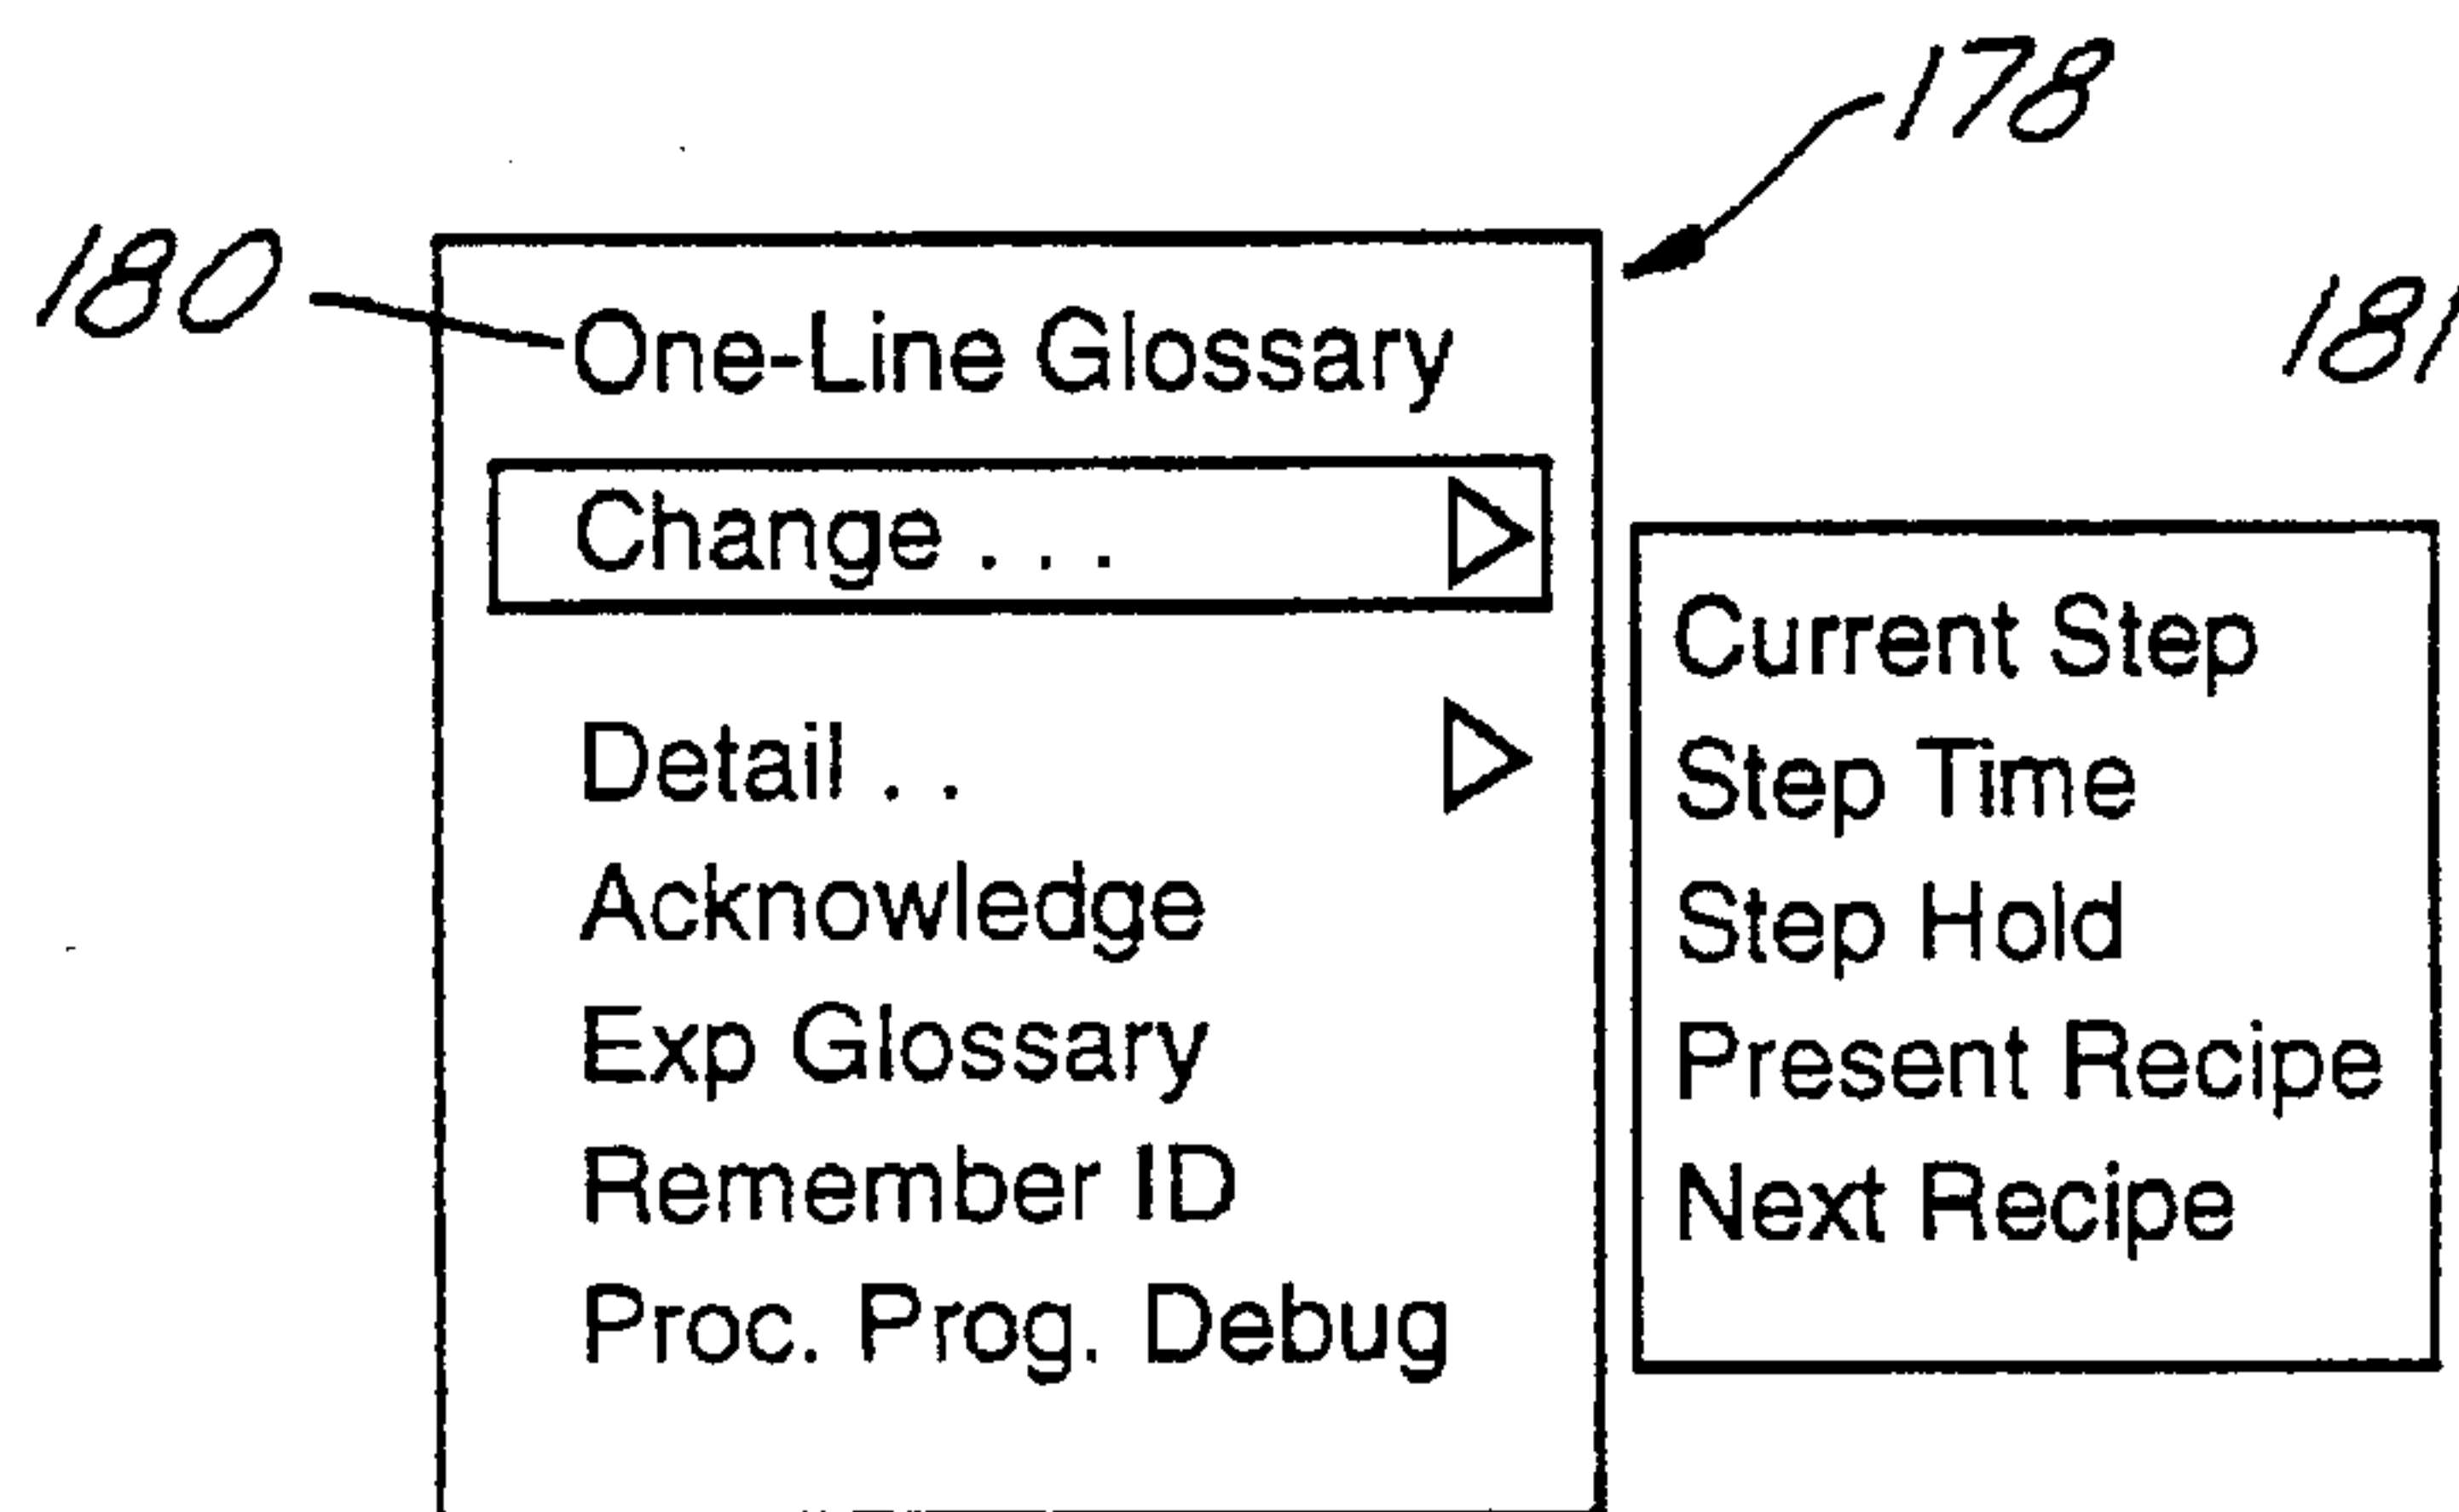 178
180
181
One-Line Glossary
Change . . .
Detail . .
Acknowledge
Exp Glossary
Remember ID
Proc. Prog. Debug
Current Step
Step Time
Step Hold
Present Recipe
Next Recipe